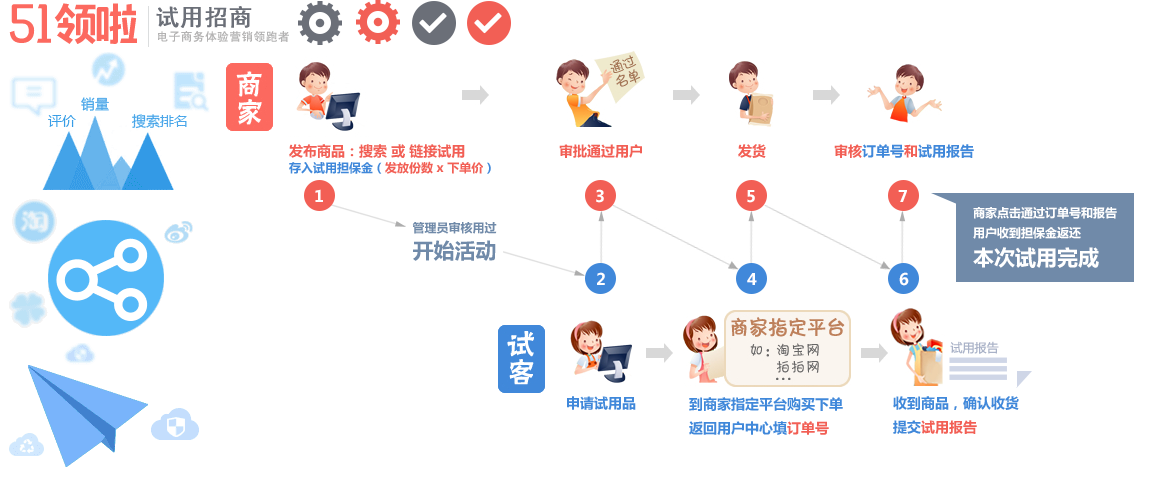 51领啦
试用招商
电子商务体验营销领跑者
销量
评价
搜索排名
淘
商家
通过
名单
发布商品：搜索 或 链接试用
存入试用担保金（发放份数 x 下单价）
审批通过用户
发货
审核订单号和试用报告
1
3
5
7
管理员审核用过
开始活动
商家点击通过订单号和报告
用户收到担保金返还
本次试用完成
2
4
6
试客
商家指定平台
如：淘宝网
拍拍网
...
试用报告
申请试用品
到商家指定平台购买下单
返回用户中心填订单号
收到商品，确认收货
提交试用报告